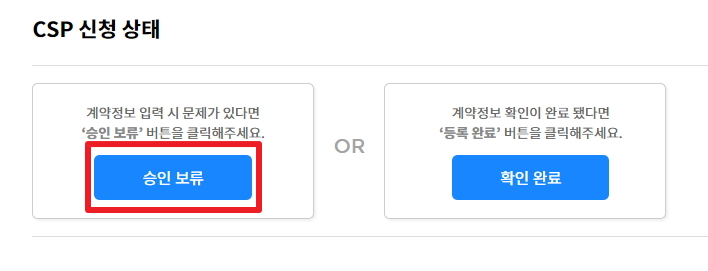 CSP 신청 상태
계약정보 입력 시 문제가 있다면
‘승인 보류’ 버튼을 클릭해주세요.
승인 보류
OR
계약정보 확인이 완료 됐다면
‘등록 완료’ 버튼을 클릭해주세요.
확인 완료